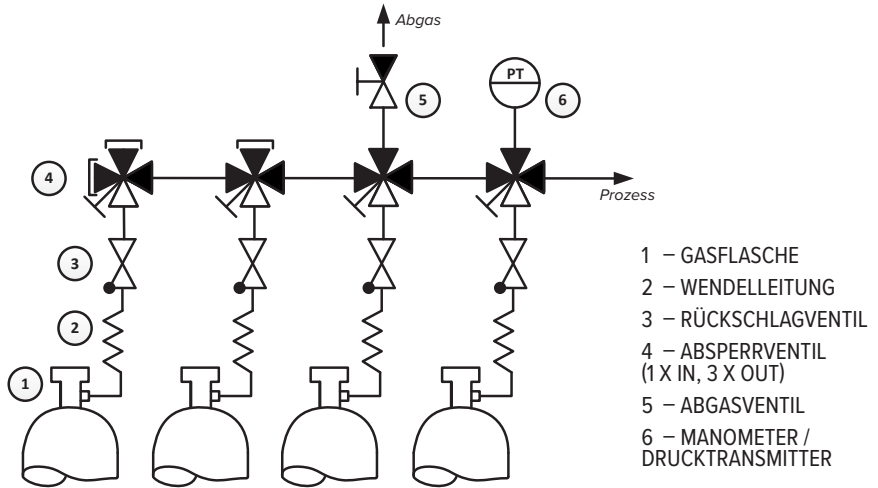 Abgas
PT
5
6
4
Prozess
3
2
1
1 – GASFLASCHE
2 – WENDELLEITUNG
3 – RÜCKSCHLAGVENTIL
4 – ABSPERRVENTIL
(1 X IN, 3 X OUT)
5 – ABGASVENTIL
6 – MANOMETER /
DRUCKTRANSMITTER